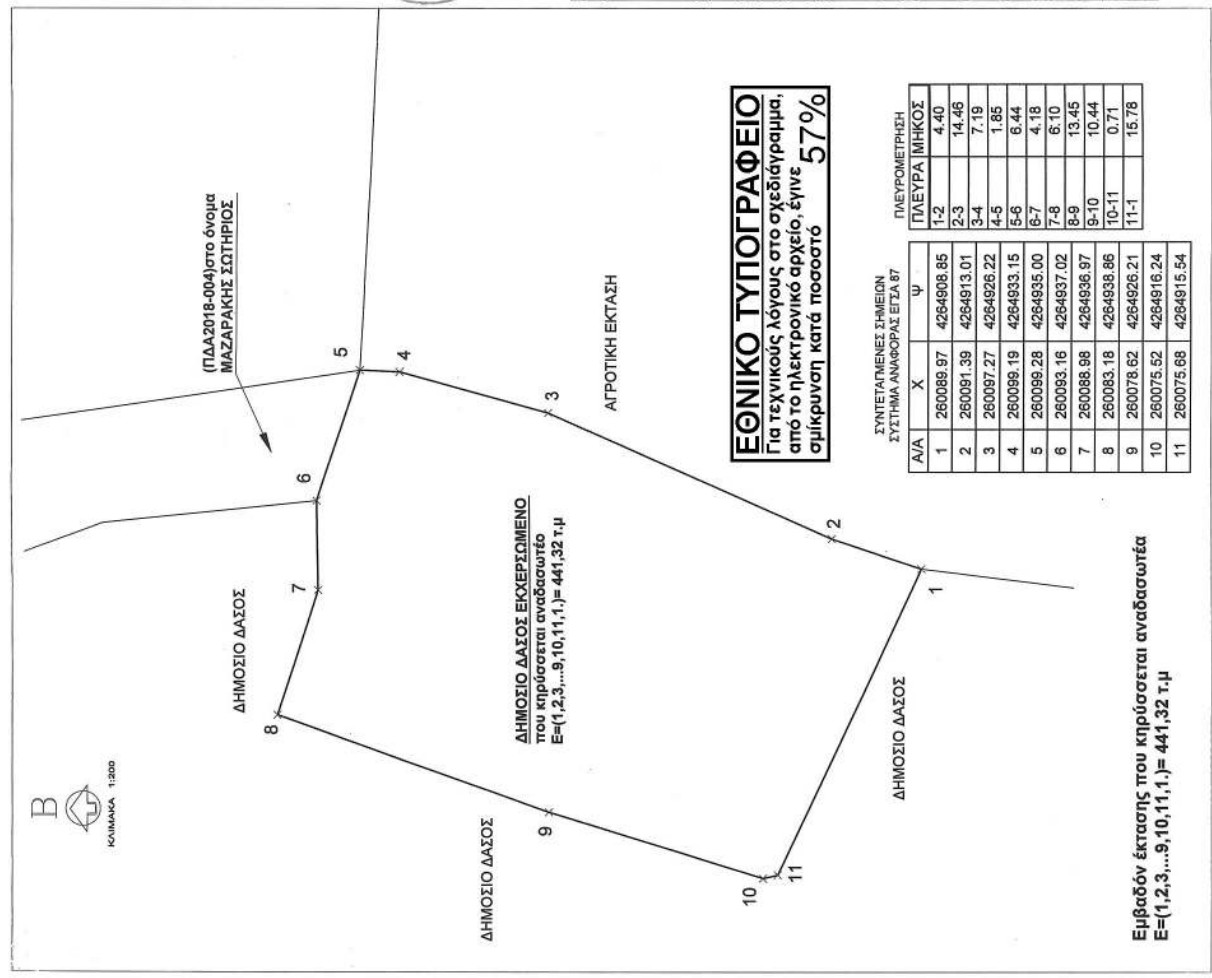 Β
ΚΛΙΜΑΚΑ 1:200
(ΠΔΑ2018-004)στο όνομα
ΜΑΖΑΡΑΚΗΣ ΣΩΤΗΡΙΟΣ
ΔΗΜΟΣΙΟ ΔΑΣΟΣ
8
7
6
5
4
3
2
1
9
10
11
ΔΗΜΟΣΙΟ ΔΑΣΟΣ
ΔΗΜΟΣΙΟ ΔΑΣΟΣ ΕΚΧΕΡΣΩΜΕΝΟ
που κηρύσσεται αναδασωτέο
Ε=(1,2,3,...9,10,11,1.)= 441,32 τ.μ
ΑΓΡΟΤΙΚΗ ΕΚΤΑΣΗ
ΔΗΜΟΣΙΟ ΔΑΣΟΣ
ΕΘΝΙΚΟ ΤΥΠΟΓΡΑΦΕΙΟ
Για τεχνικούς λόγους στο σχεδιάγραμμα,
από το ηλεκτρονικό αρχείο, έγινε
σμίκρυνση κατά ποσοστό 57%
ΣΥΝΤΕΤΑΓΜΕΝΕΣ ΣΗΜΕΙΩΝ
ΣΥΣΤΗΜΑ ΑΝΑΦΟΡΑΣ ΕΓΣΑ 87
Α/Α Χ Ψ
1 260089.97 4264908.85
2 260091.39 4264913.01
3 260097.27 4264926.22
4 260099.19 4264933.15
5 260099.28 4264935.00
6 260093.16 4264937.02
7 260088.98 4264936.97
8 260083.18 4264938.86
9 260078.62 4264926.21
10 260075.52 4264916.24
11 260075.68 4264915.54
ΠΛΕΥΡΟΜΕΤΡΗΣΗ
ΠΛΕΥΡΑ ΜΗΚΟΣ
1-2 4.40
2-3 14.46
3-4 7.19
4-5 1.85
5-6 6.44
6-7 4.18
7-8 6.10
8-9 13.45
9-10 10.44
10-11 0.71
11-1 15.78
Εμβαδόν έκτασης που κηρύσσεται αναδασωτέα
Ε=(1,2,3,...9,10,11,1.)= 441,32 τ.μ